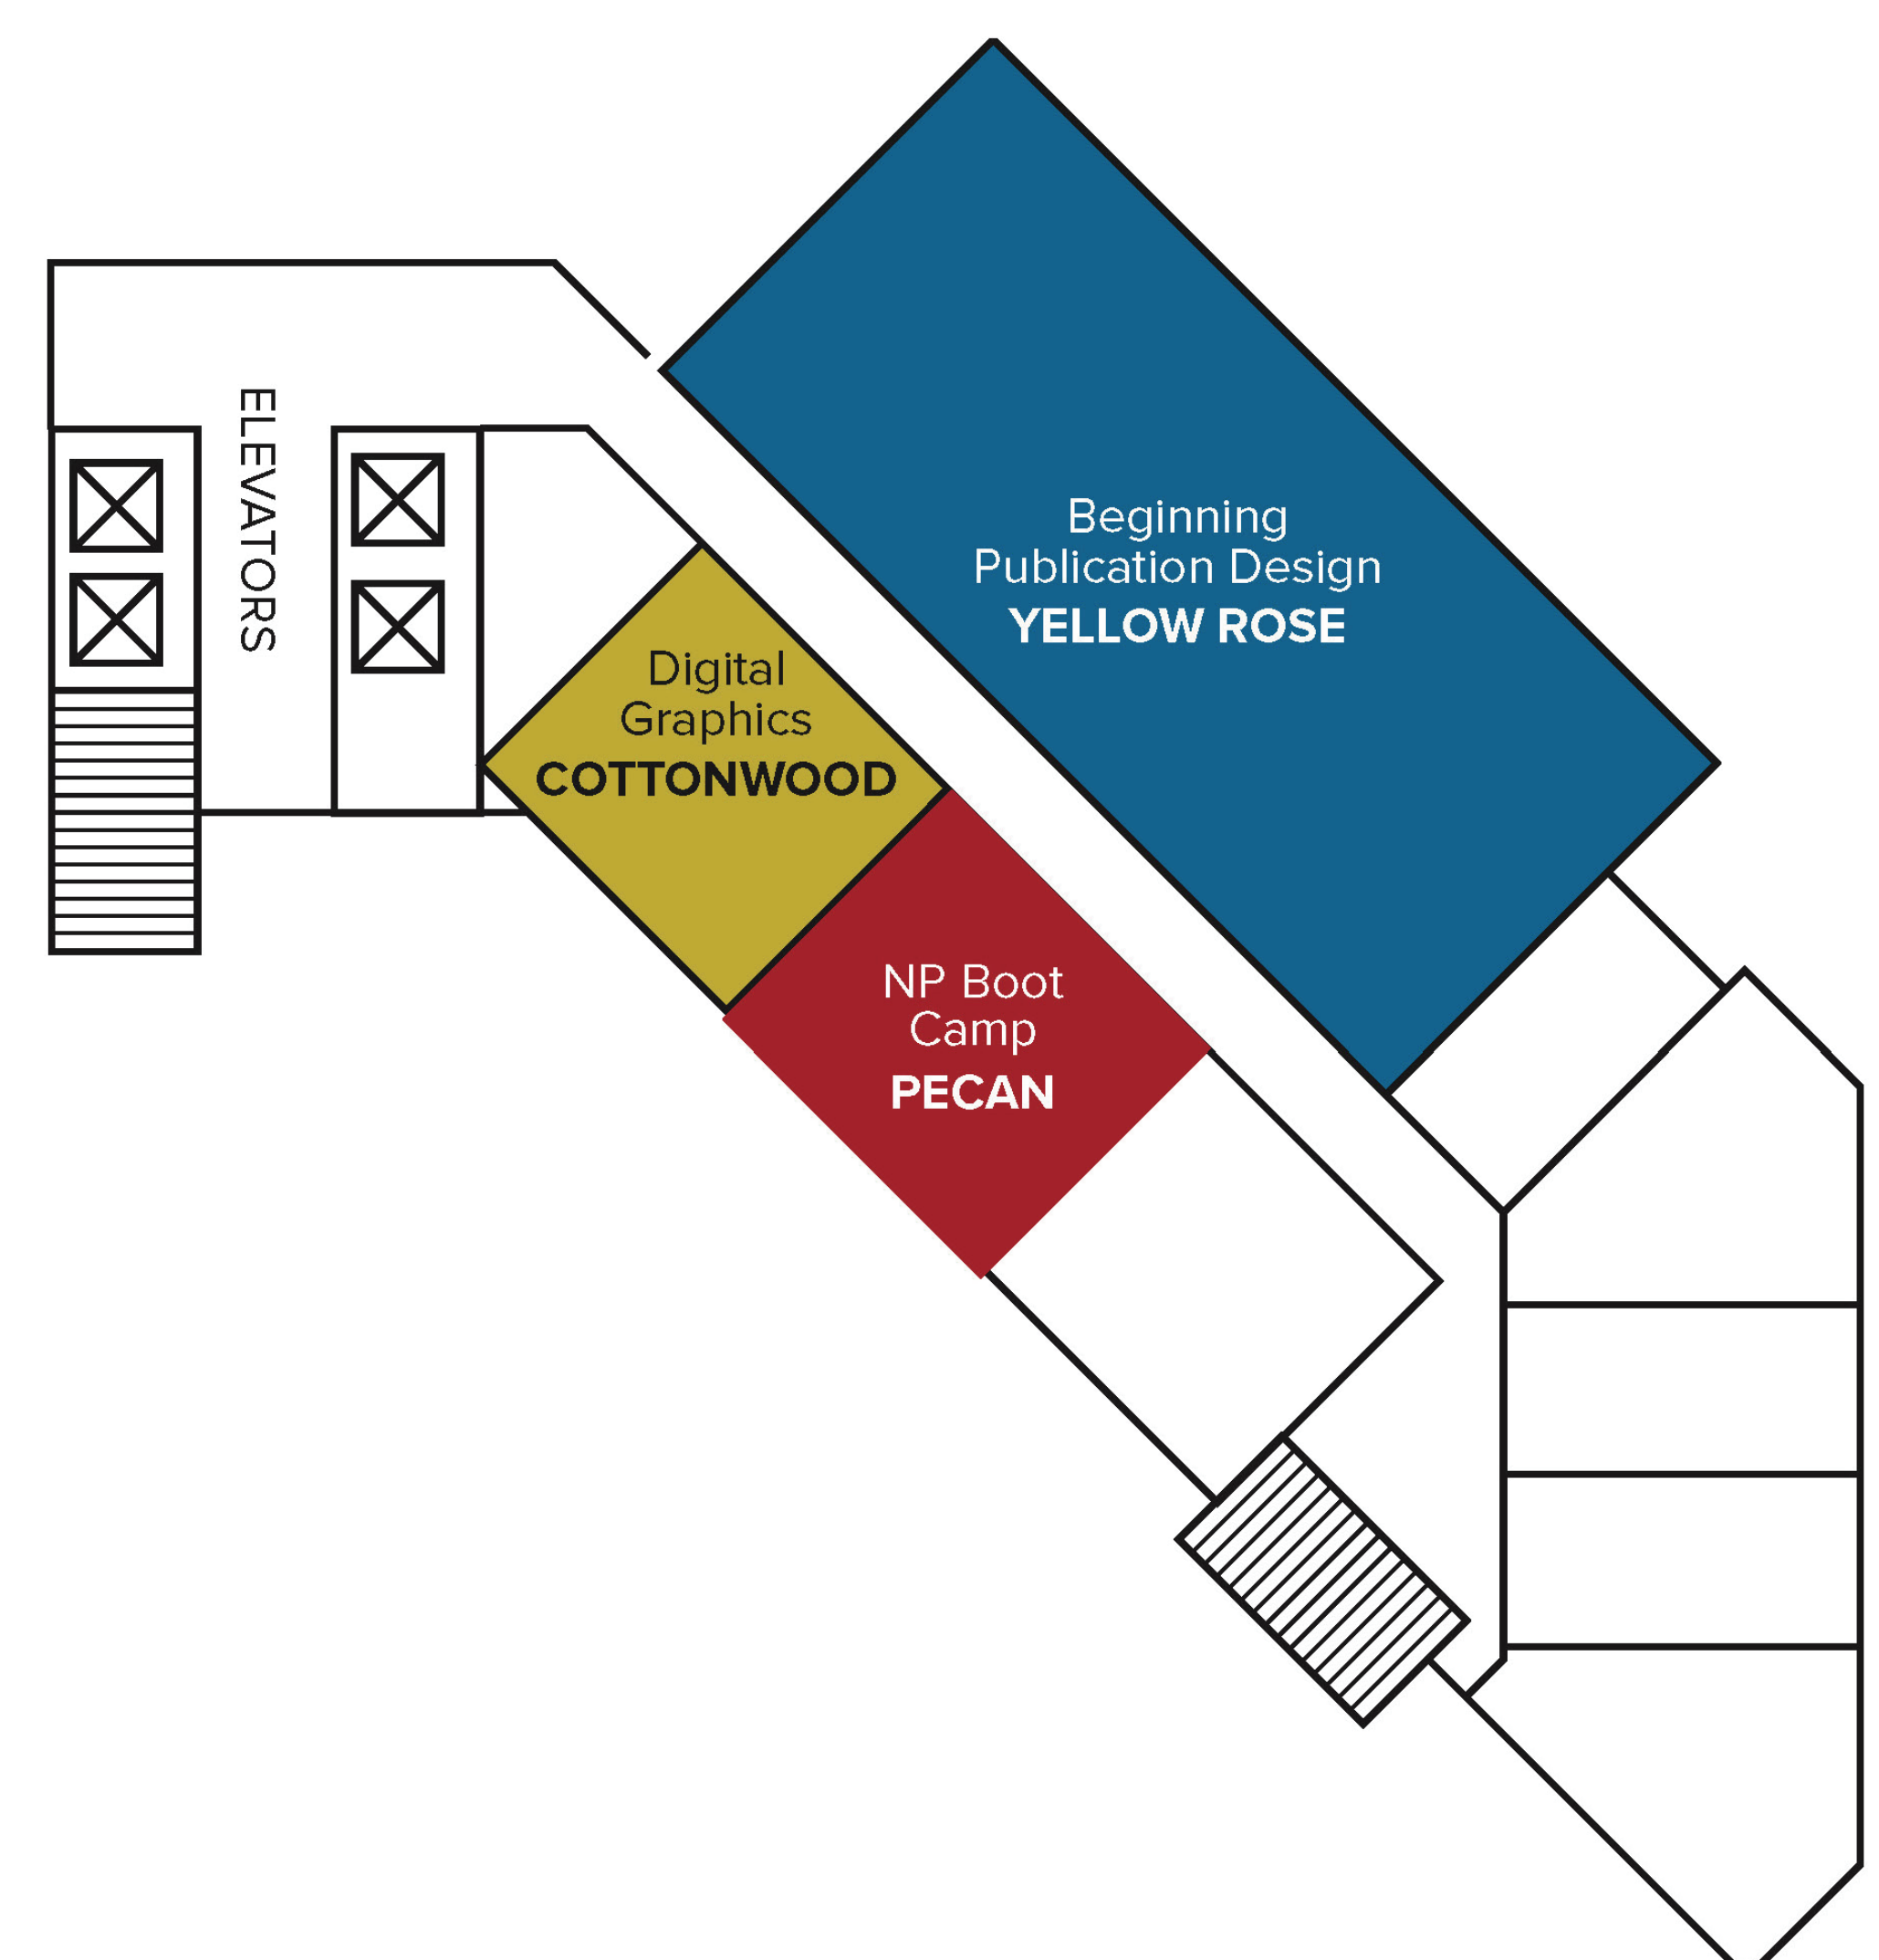 ELEVATORS
Beginning
Publication Design
YELLOW ROSE
Digital
Graphics
COTTONWOOD
NP Boot
Camp
PECAN